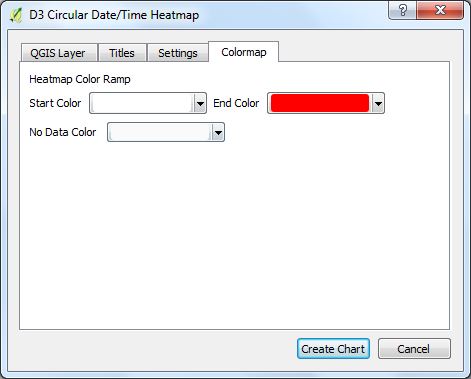 D3 Circular Date/Time Heatmap
QGIS Layer Titles Settings Colormap
Heatmap Color Ramp
Start Color End Color
No Data Color
Create Chart Cancel